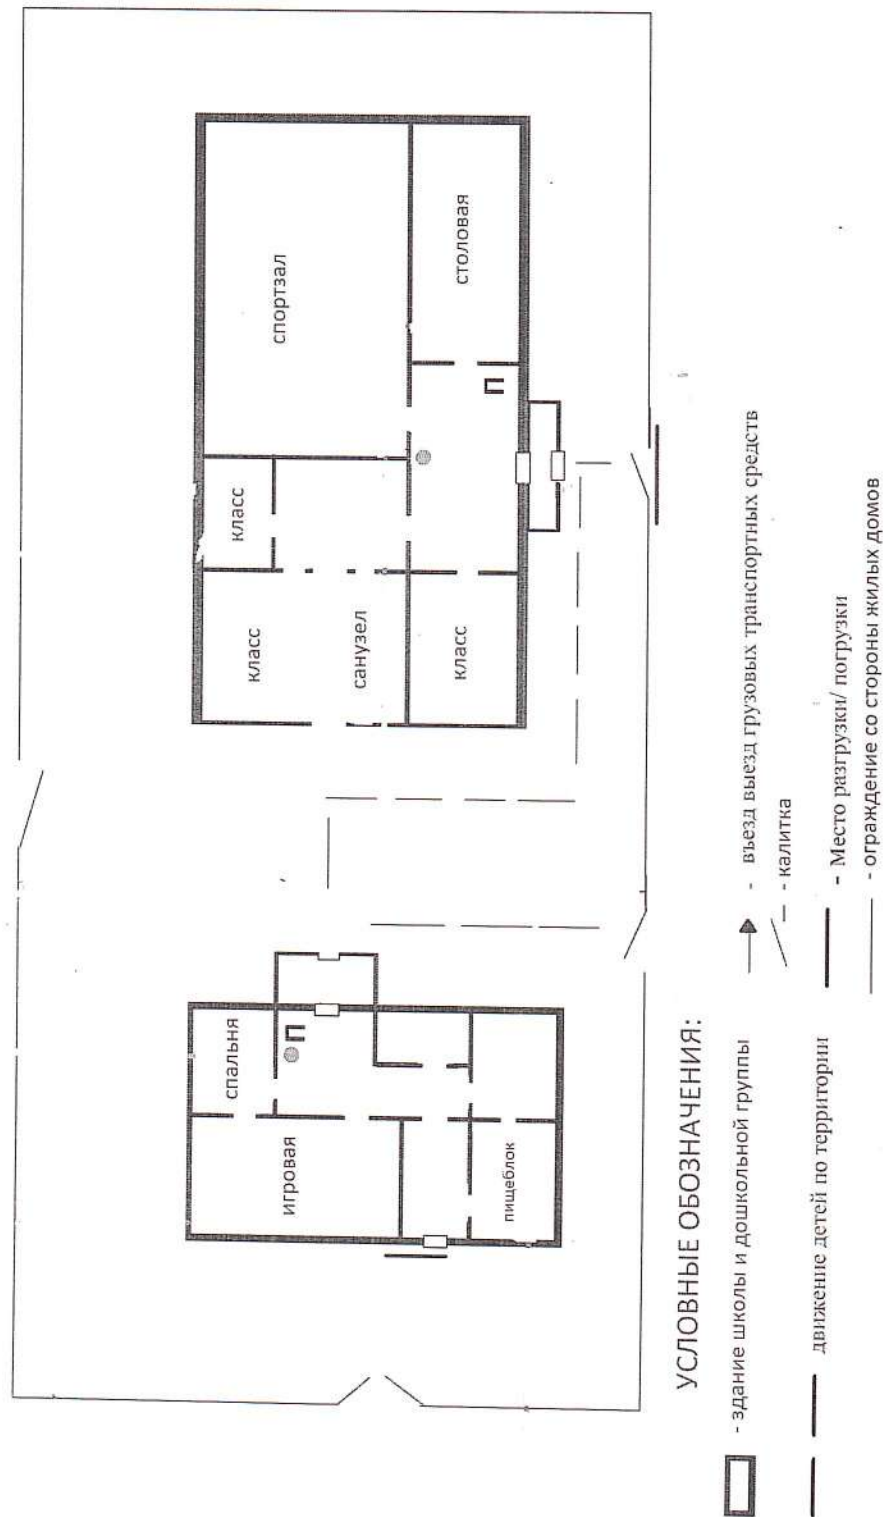 спортзал
столовая
класс
класс
санузел
класс
П
спальня
П
игровая
пищеблок
УСЛОВНЫЕ ОБОЗНАЧЕНИЯ:
- здание школы и дошкольной группы
- въезд выезд грузовых транспортных средств
- калитка
движение детей по территории
- Место разгрузки/ погрузки
- ограждение со стороны жилых домов